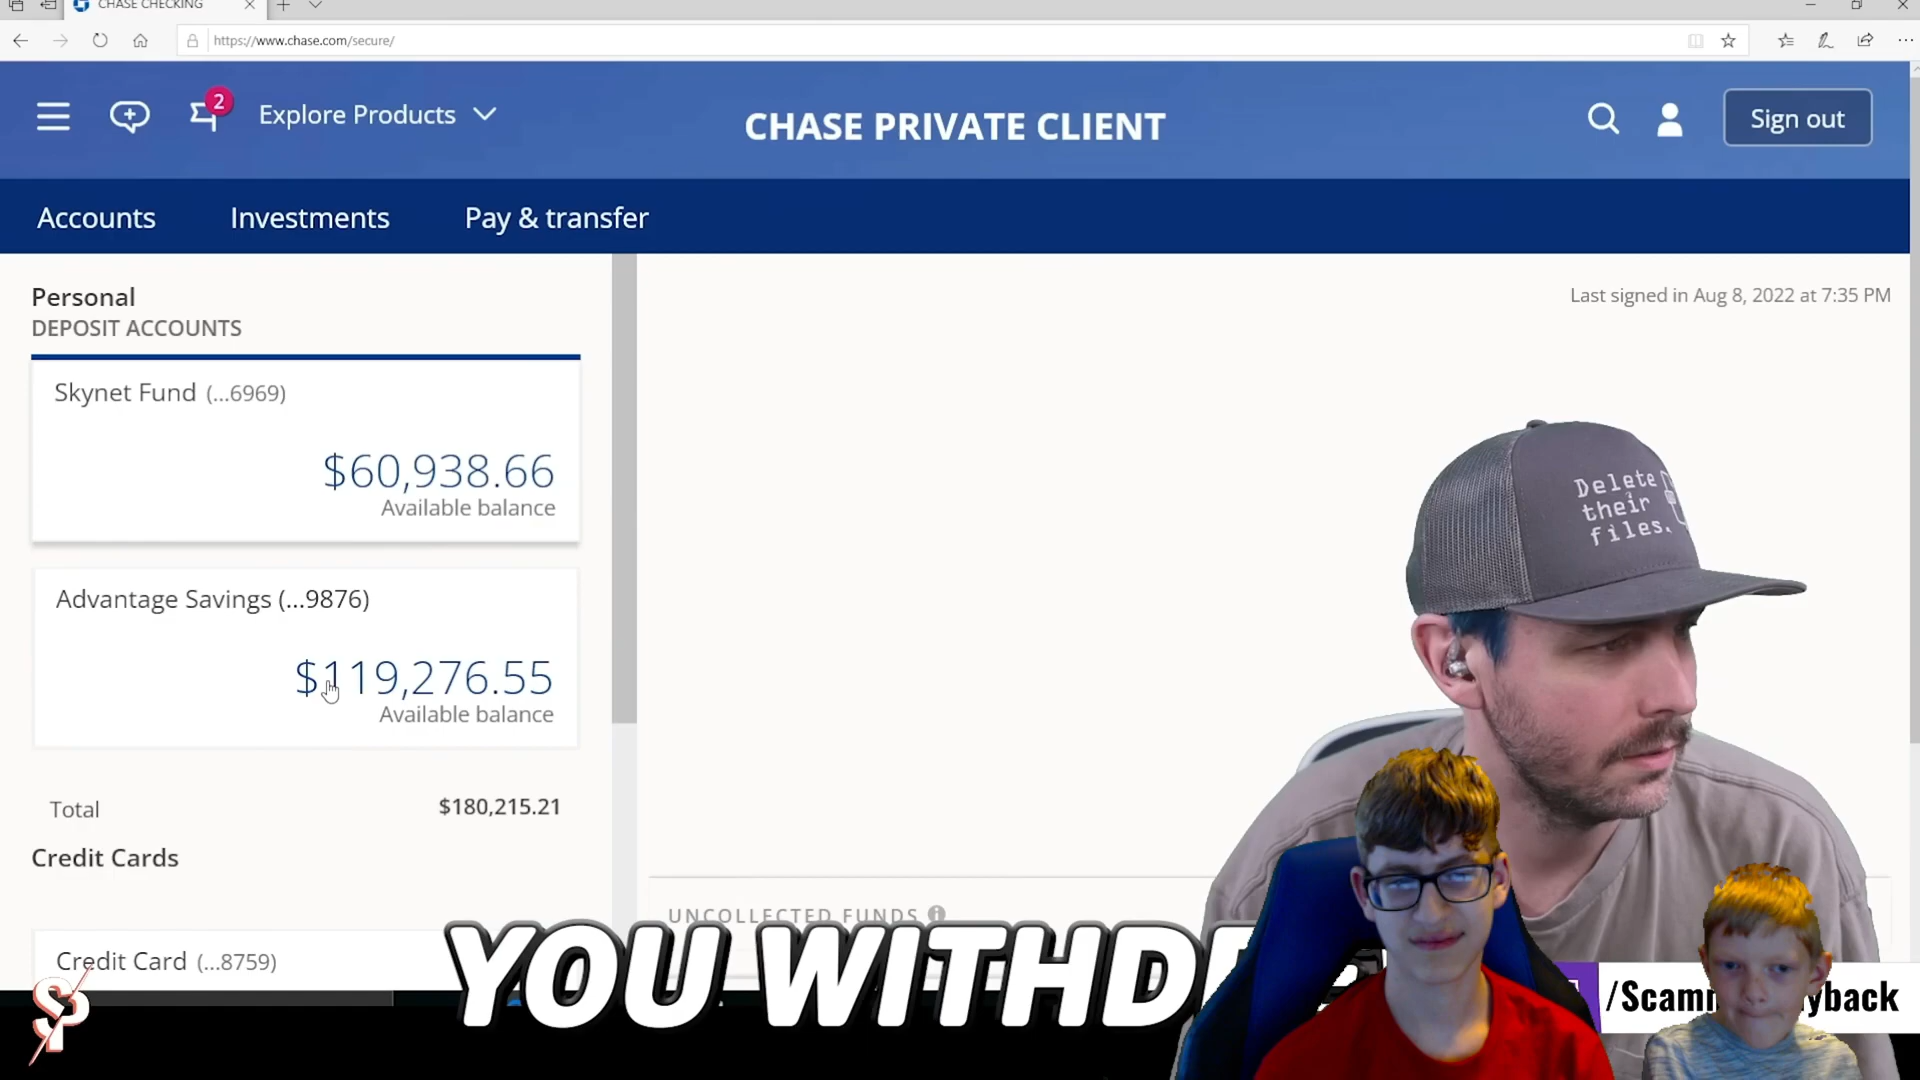 CHASE CHECKING
https://www.chase.com/secure/
2
Explore Products
CHASE PRIVATE CLIENT
Sign out
Accounts
Investments
Pay & transfer
Personal
DEPOSIT ACCOUNTS
Last signed in Aug 8, 2022 at 7:35 PM
Skynet Fund (...6969)
$60,938.66
Available balance
Advantage Savings (...9876)
$119,276.55
Available balance
Total
$180,215.21
Credit Cards
UNCOLLECTED FUNDS
Credit Card (...8759)
Delete
their
files.
YOU
SP